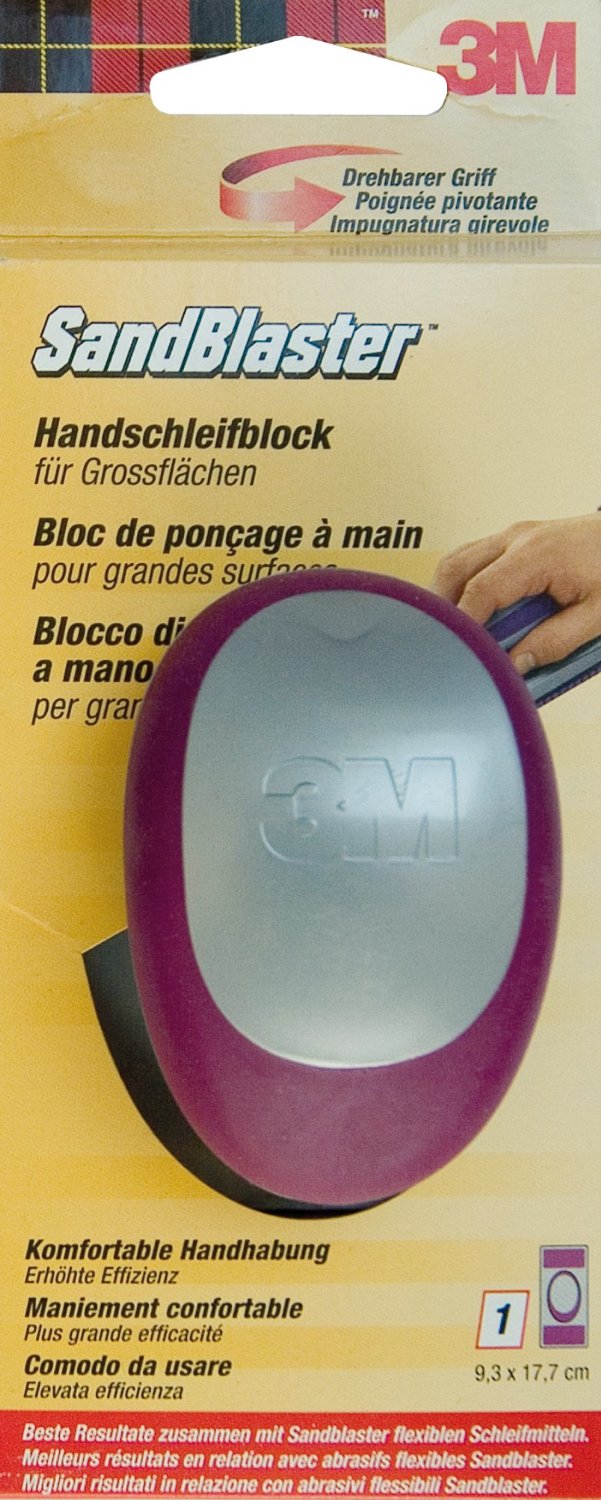 ™
3M
Drehbarer Griff
Poignée pivotante
Impugnatura girevole
SandBlaster™
Handschleifblock
für Grossflächen
Bloc de ponçage à main
pour grandes
Blocco di
a mano
per
3M
Komfortable Handhabung
Erhöhte Effizienz
Maniement confortable
Plus grande efficacité
Comodo da usare
Elevata efficienza
1
9,3 x 17,7 cm
Beste Resultate zusammen mit Sandblaster flexiblen Schleifmitteln.
Meilleurs résultats en relation avec abrasifs flexibles Sandblaster.
Migliori risultati in relazione con abrasivi flessibili Sandblaster.